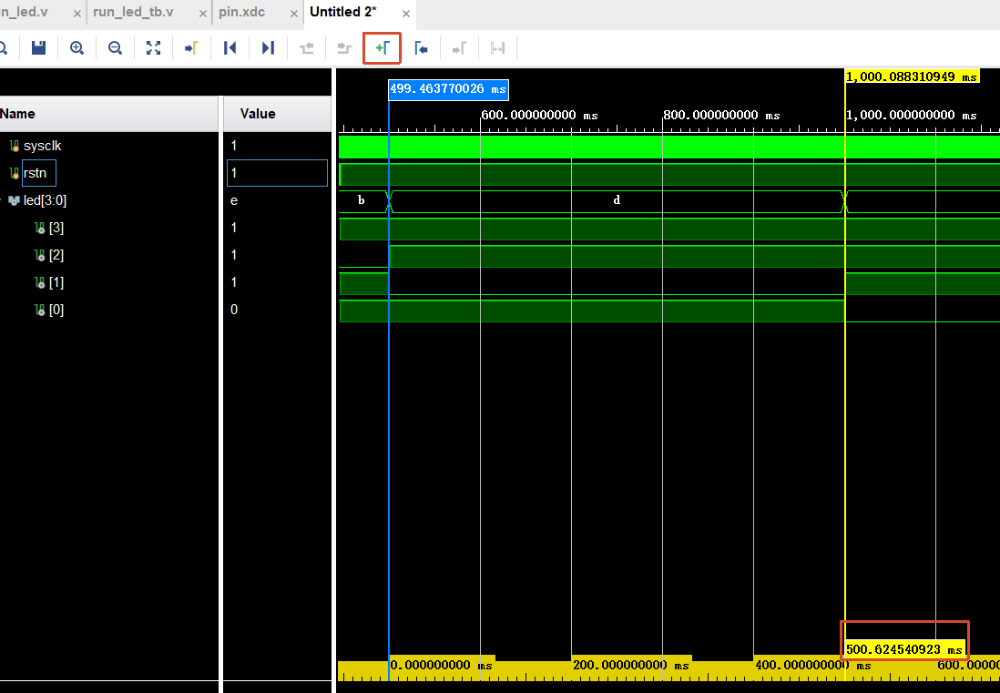 n_led.v × run_led_tb.v × pin.xdc × Untitled 2* ×
499.463770026 ms 1,000.088310949 ms
Name Value 600.000000000 ms 800.000000000 ms 1,000.000000000 ms
sysclk 1
rstn 1
led[3:0] e b d
[3] 1
[2] 1
[1] 1
[0] 0
500.624540923 ms
0.000000000 ms 200.000000000 ms 400.000000000 ms 600.00000